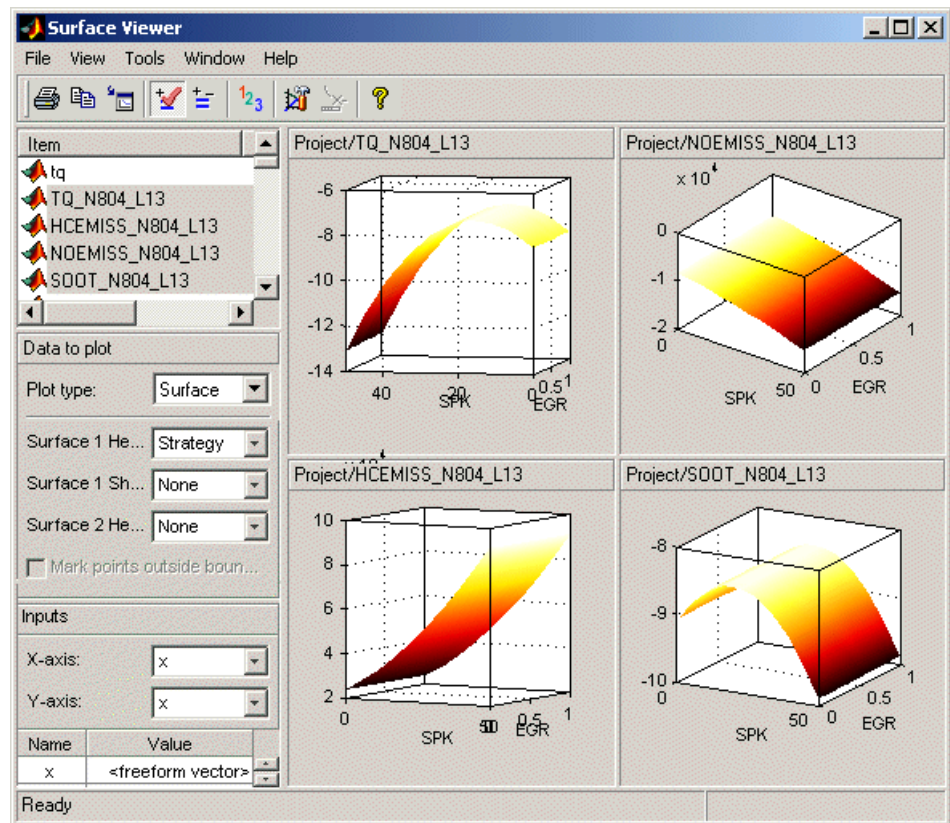 Surface Viewer
File View Tools Window Help
Item
tq
TQ_N804_L13
HCEMISS_N804_L13
NOEMISS_N804_L13
SOOT_N804_L13
Data to plot
Plot type: Surface
Surface 1 He... Strategy
Surface 1 Sh... None
Surface 2 He... None
Mark points outside boun...
Inputs
X-axis: x
Y-axis: x
Name Value
x <freeform vector>
Ready
Project/TQ_N804_L13
-6
-8
-10
-12
-14
40 20 0 0.5 1
SPK EGR
Project/NOEMISS_N804_L13
x 10^4
0
-1
-2
0 50 0 0.5 1
SPK EGR
Project/HCEMISS_N804_L13
10
8
6
4
2
0 50 0.5 1
SPK EGR
Project/SOOT_N804_L13
-8
-9
-10
0 50 0 0.5 1
SPK EGR